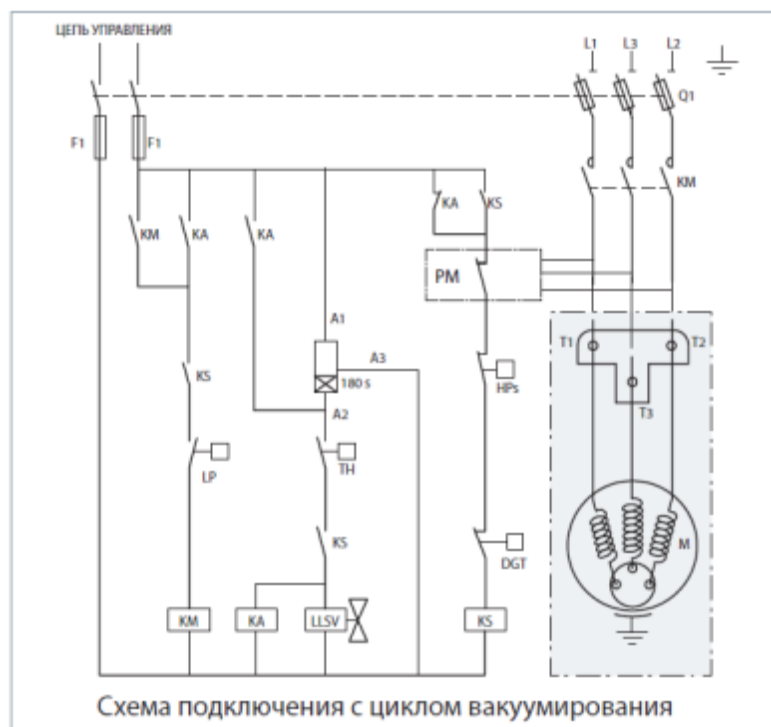 ЦЕПЬ УПРАВЛЕНИЯ
L1 L3 L2
Q1
F1 F1
KM
KA KS
KM KA KA
PM
A1
T1 T2
A3
180 s
KS HPs
A2 T3
LP TH
KS M
DGT
KM KA LLSV KS
Схема подключения с циклом вакуумирования